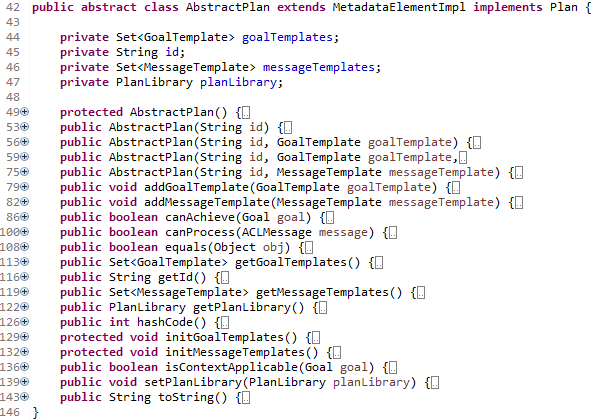 42 public abstract class AbstractPlan extends MetadataElementImpl implements Plan {
43
44     private Set<GoalTemplate> goalTemplates;
45     private String id;
46     private Set<MessageTemplate> messageTemplates;
47     private PlanLibrary planLibrary;
48
49     protected AbstractPlan() {
53     public AbstractPlan(String id) {
56     public AbstractPlan(String id, GoalTemplate goalTemplate) {
59     public AbstractPlan(String id, GoalTemplate goalTemplate,
75     public AbstractPlan(String id, MessageTemplate messageTemplate) {
79     public void addGoalTemplate(GoalTemplate goalTemplate) {
82     public void addMessageTemplate(MessageTemplate messageTemplate) {
86     public boolean canAchieve(Goal goal) {
100     public boolean canProcess(ACLMessage message) {
108     public boolean equals(Object obj) {
113     public Set<GoalTemplate> getGoalTemplates() {
116     public String getId() {
119     public Set<MessageTemplate> getMessageTemplates() {
122     public PlanLibrary getPlanLibrary() {
126     public int hashCode() {
129     protected void initGoalTemplates() {
132     protected void initMessageTemplates() {
136     public boolean isContextApplicable(Goal goal) {
139     public void setPlanLibrary(PlanLibrary planLibrary) {
143     public String toString() {
146 }